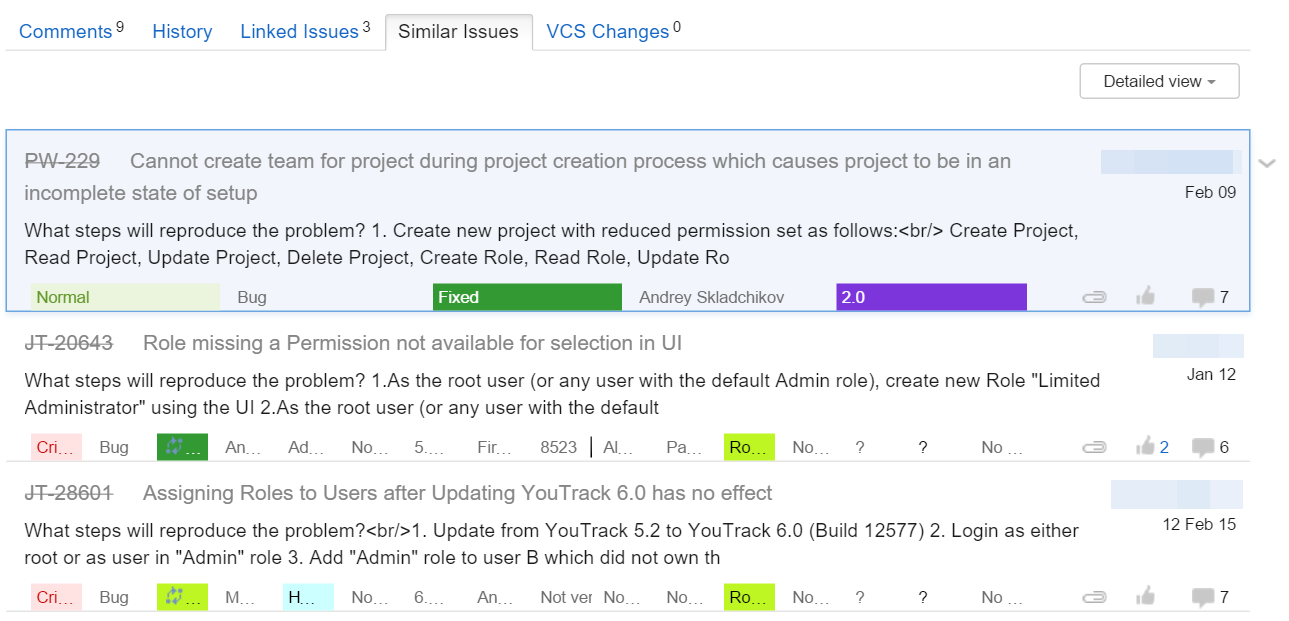 Comments 9 History Linked Issues 3 Similar Issues VCS Changes 0
Detailed view
PW-229 Cannot create team for project during project creation process which causes project to be in an
incomplete state of setup
Feb 09
What steps will reproduce the problem? 1. Create new project with reduced permission set as follows:<br/> Create Project,
Read Project, Update Project, Delete Project, Create Role, Read Role, Update Ro
Normal Bug Fixed Andrey Skladchikov 2.0 7
JT-20643 Role missing a Permission not available for selection in UI
Jan 12
What steps will reproduce the problem? 1.As the root user (or any user with the default Admin role), create new Role "Limited
Administrator" using the UI 2.As the root user (or any user with the default
Cri... Bug ... An... Ad... No... 5.... Fir... 8523 Al... Pa... Ro... No... ? ? No ... 2 6
JT-28601 Assigning Roles to Users after Updating YouTrack 6.0 has no effect
12 Feb 15
What steps will reproduce the problem?<br/>1. Update from YouTrack 5.2 to YouTrack 6.0 (Build 12577) 2. Login as either
root or as user in "Admin" role 3. Add "Admin" role to user B which did not own th
Cri... Bug ... M... H... No... 6.... An... Not ver No... No... Ro... No... ? ? No ... 7